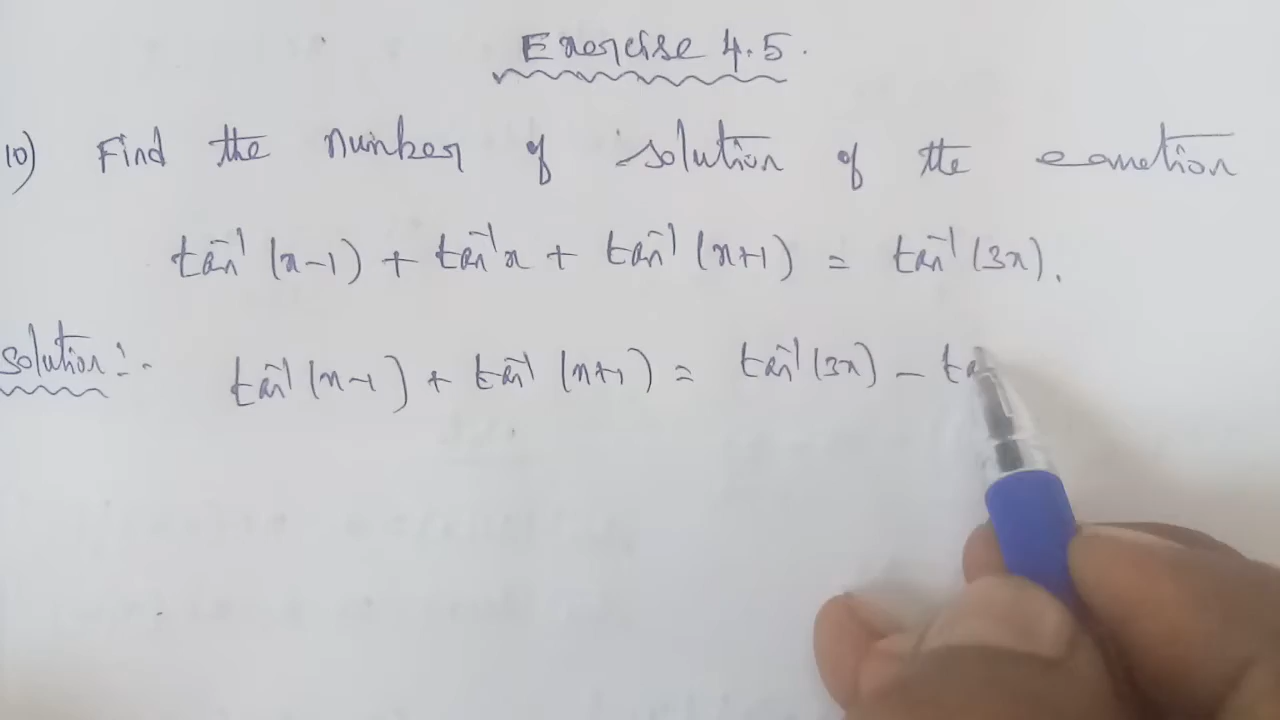 Exercise 4.5.
10) Find the number of solution of the equation
tan⁻¹(x-1) + tan⁻¹x + tan⁻¹(x+1) = tan⁻¹(3x).
Solution:- tan⁻¹(x-1) + tan⁻¹(x+1) = tan⁻¹(3x) - ta